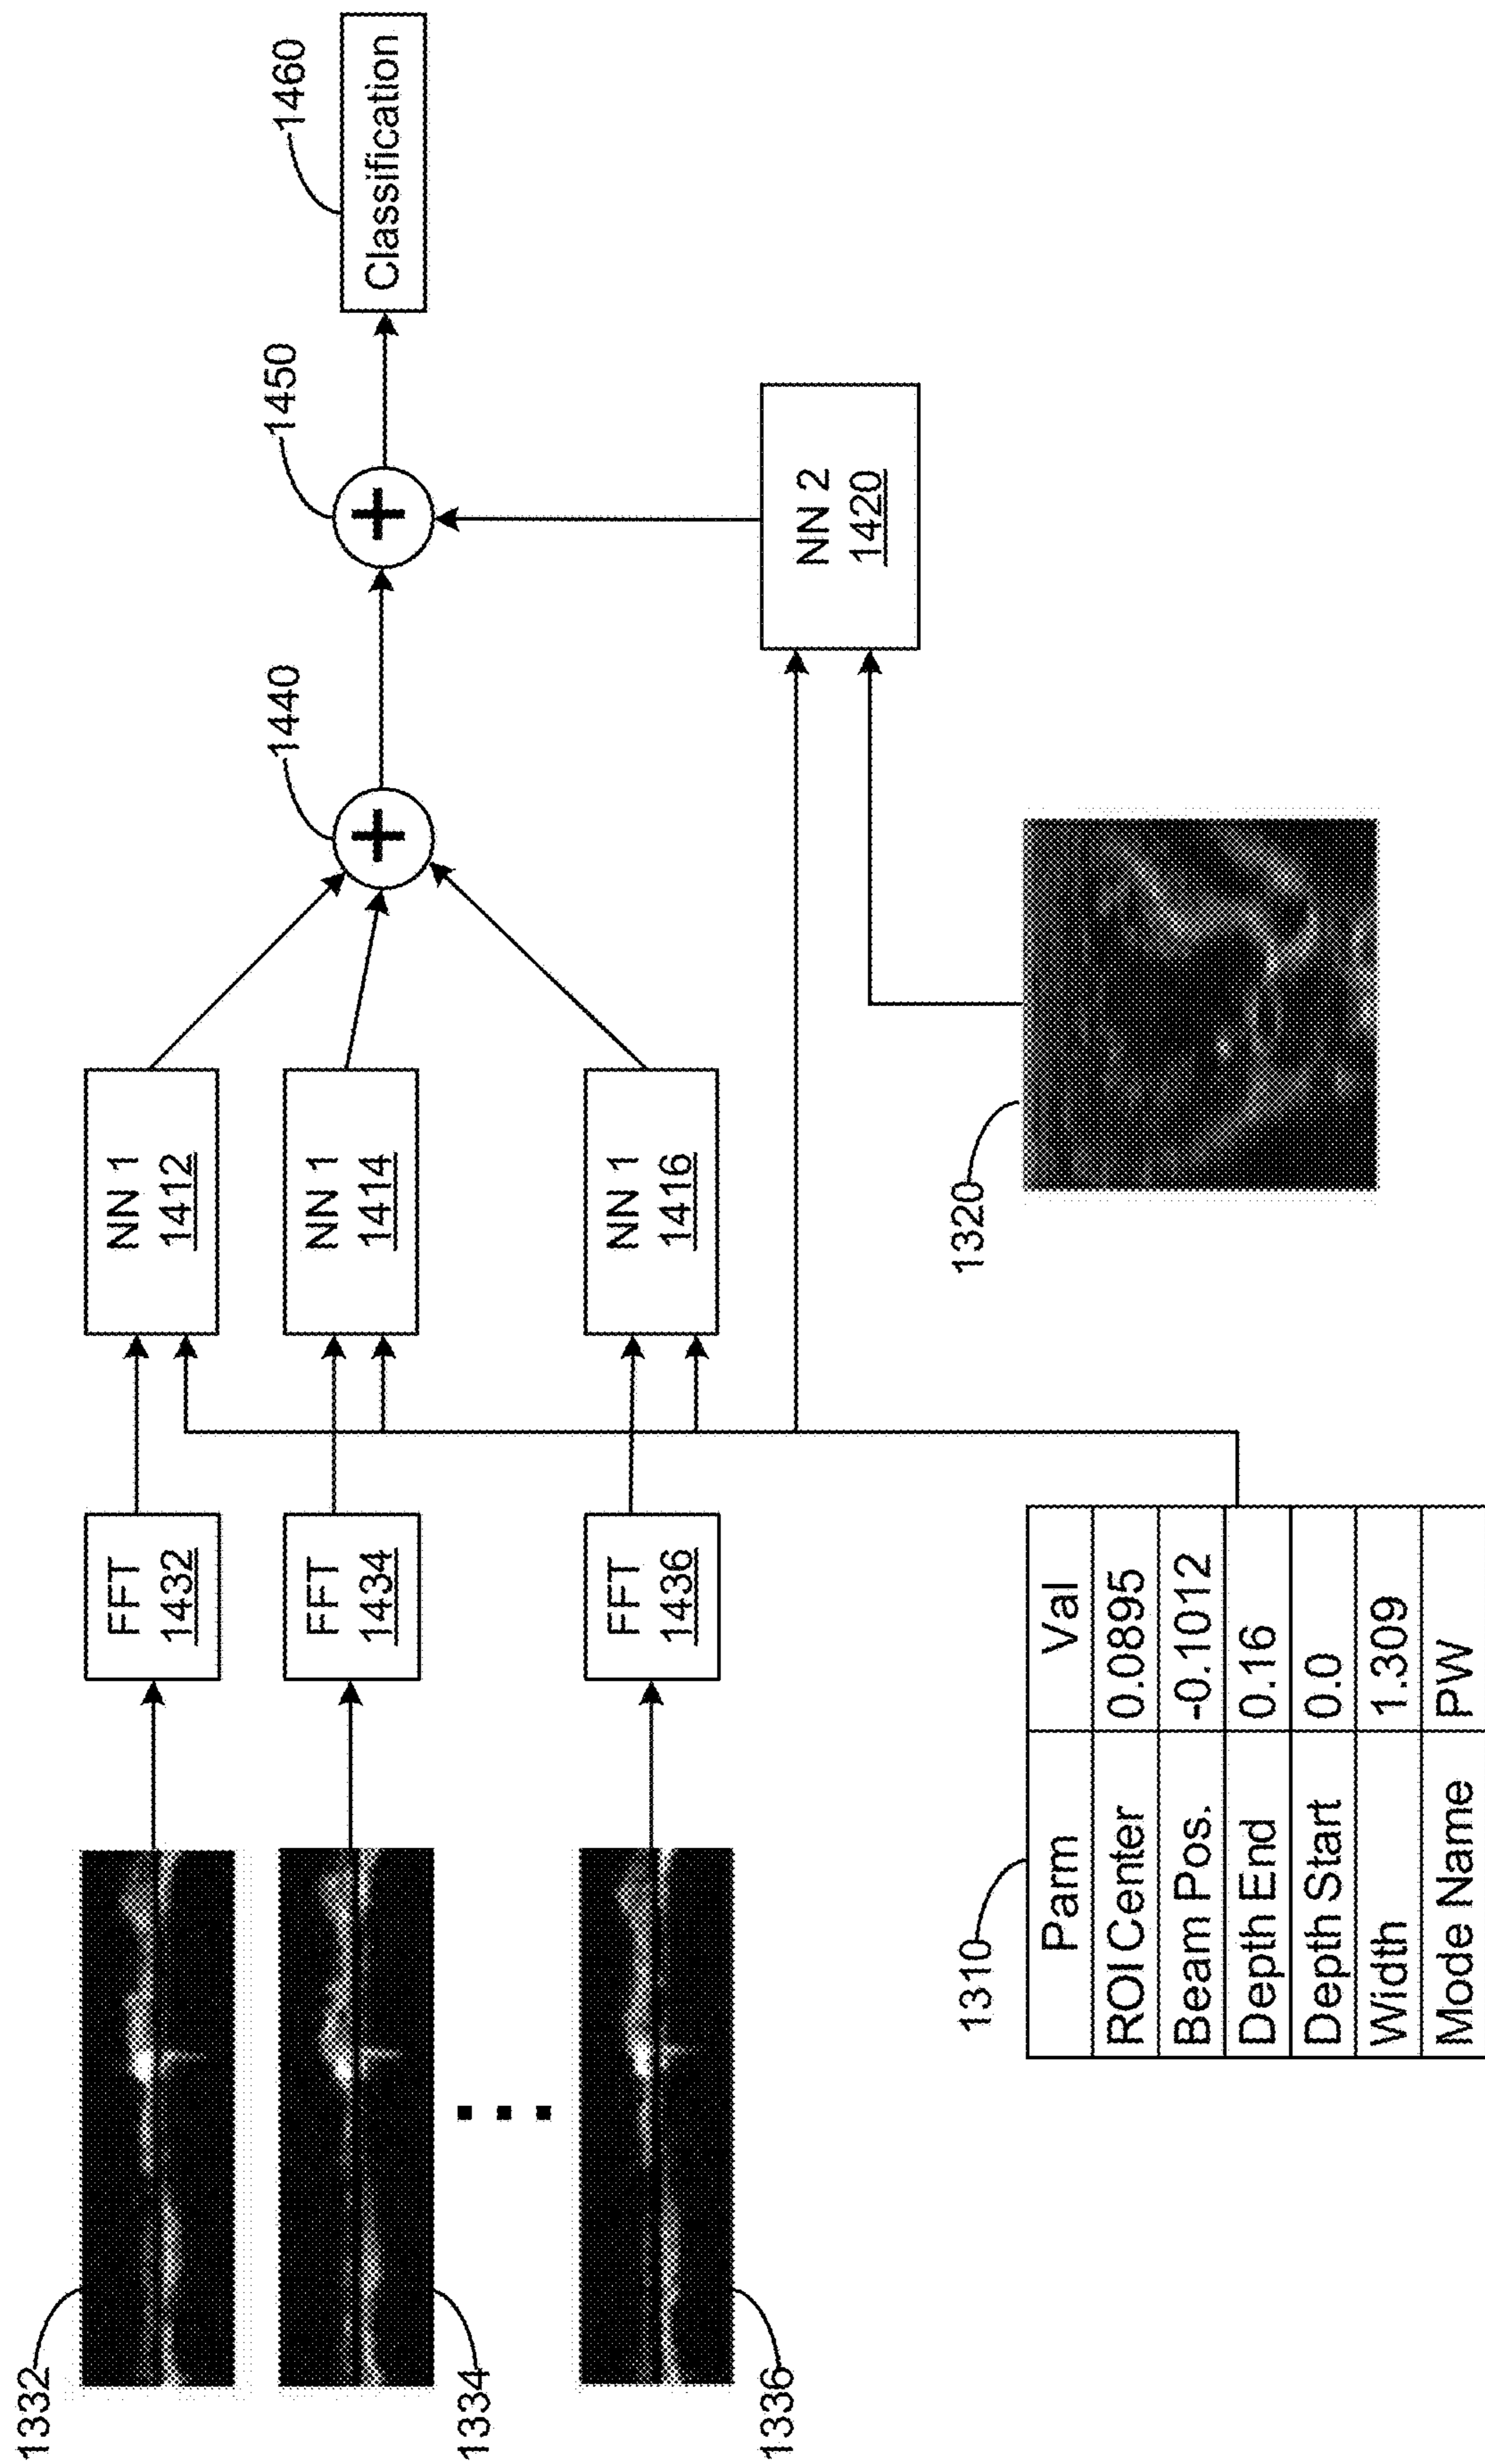 1332
1334
1336
FFT
1432
FFT
1434
FFT
1436
NN 1
1412
NN 1
1414
NN 1
1416
1440
1450
1460
Classification
NN 2
1420
1320
1310
Parm Val
ROI Center 0.0895
Beam Pos. -0.1012
Depth End 0.16
Depth Start 0.0
Width 1.309
Mode Name PW